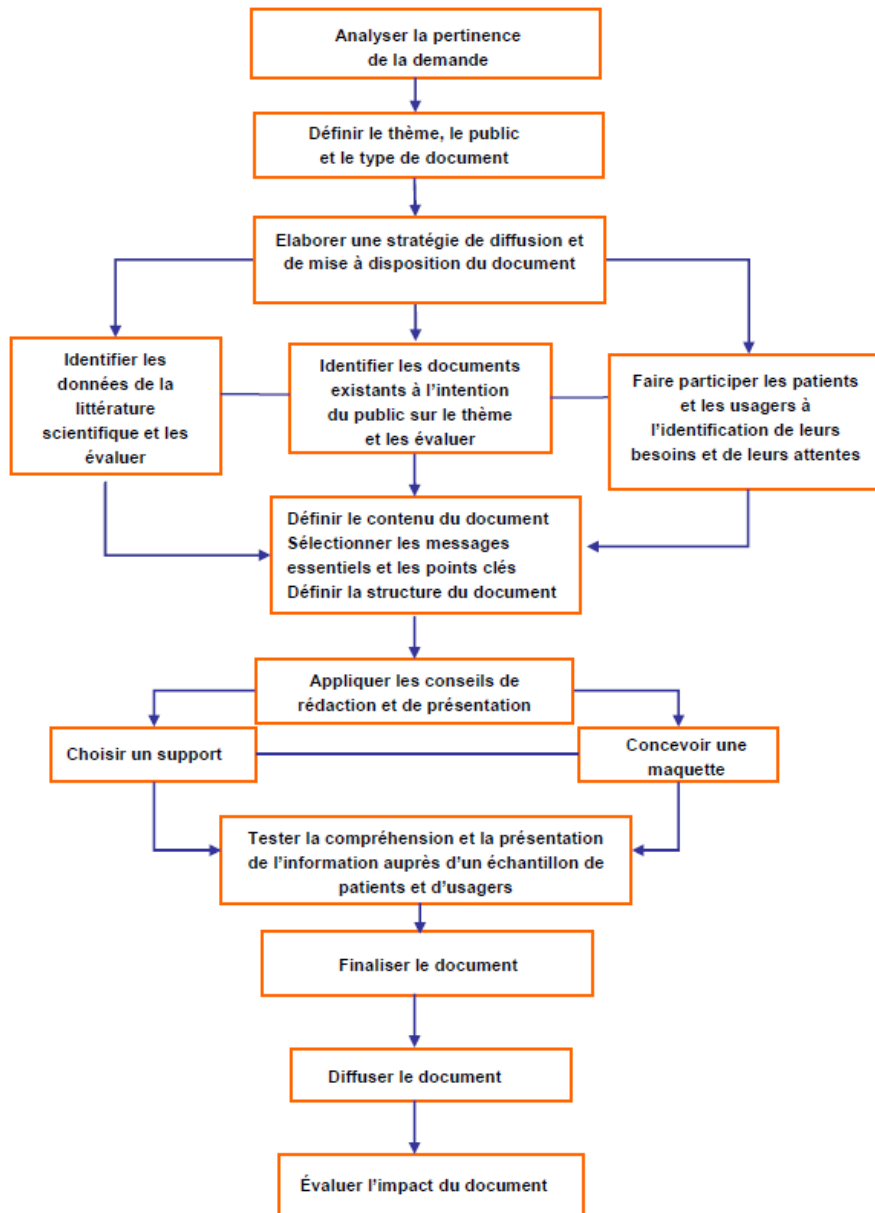 Analyser la pertinence
de la demande
Définir le thème, le public
et le type de document
Elaborer une stratégie de diffusion et
de mise à disposition du document
Identifier les
données de la
littérature
scientifique et les
évaluer
Identifier les documents
existants à l’intention
du public sur le thème
et les évaluer
Faire participer les patients
et les usagers à
l’identification de leurs
besoins et de leurs attentes
Définir le contenu du document
Sélectionner les messages
essentiels et les points clés
Définir la structure du document
Appliquer les conseils de
rédaction et de présentation
Choisir un support
Concevoir une
maquette
Tester la compréhension et la présentation
de l’information auprès d’un échantillon de
patients et d’usagers
Finaliser le document
Diffuser le document
Évaluer l’impact du document